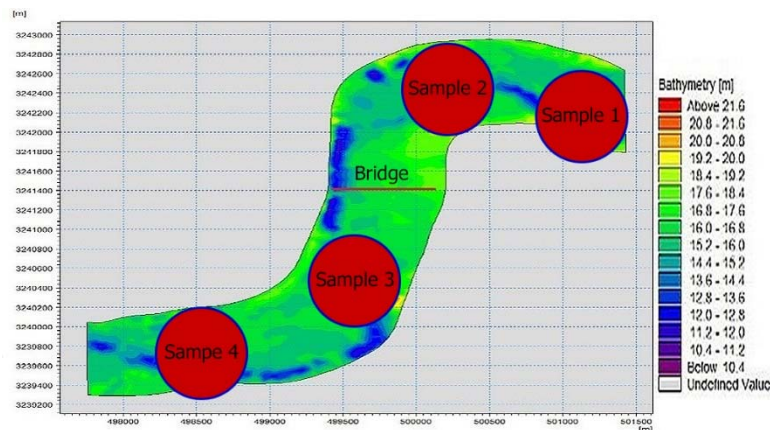 [m]
3243000
3242800
3242600
3242400
3242200
3242000
3241800
3241600
3241400
3241200
3241000
3240800
3240600
3240400
3240200
3240000
3239800
3239600
3239400
3239200
Sample 2
Sample 1
Bridge
Sample 3
Sampe 4
498000 498500 499000 499500 500000 500500 501000 501500
[m]
Bathymetry [m]
Above 21.6
20.8 - 21.6
20.0 - 20.8
19.2 - 20.0
18.4 - 19.2
17.6 - 18.4
16.8 - 17.6
16.0 - 16.8
15.2 - 16.0
14.4 - 15.2
13.6 - 14.4
12.8 - 13.6
12.0 - 12.8
11.2 - 12.0
10.4 - 11.2
Below 10.4
Undefined Value